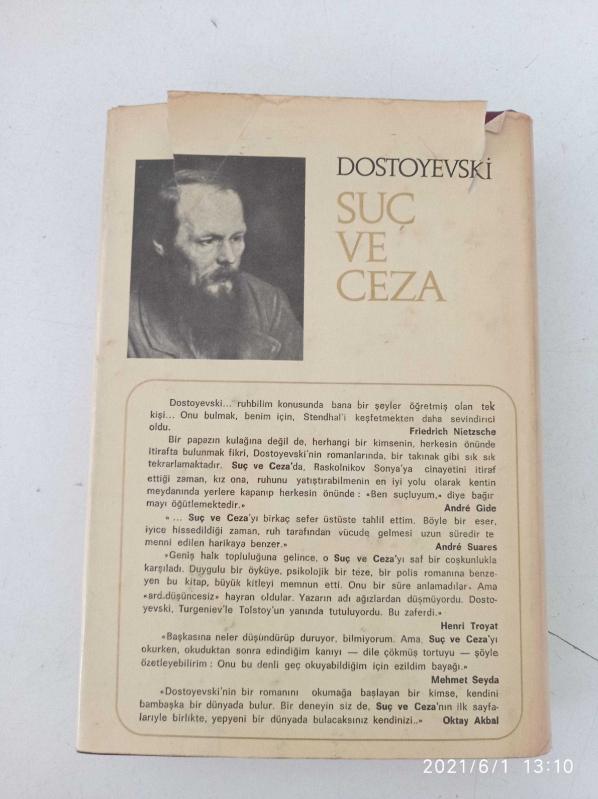 DOSTOYEVSKİ
SUÇ
VE
CEZA
Dostoyevski... ruhbilim konusunda bana bir şeyler öğretmiş olan tek
kişi... Onu bulmak, benim için, Stendhal'i keşfetmekten daha sevindirici
oldu. Friedrich Nietzsche
Bir papazın kulağına değil de, herhangi bir kimsenin, herkesin önünde
itirafta bulunmak fikri, Dostoyevski'nin romanlarında, bir takınak gibi sık sık
tekrarlamaktadır. Suç ve Ceza'da, Raskolnikov Sonya'ya cinayetini itiraf
ettiği zaman, kız ona, ruhunu yatıştırabilmenin en iyi yolu olarak kentin
meydanında yerlere kapanıp herkesin önünde : «Ben suçluyum.» diye bağır
mayı öğütlemektedir.» André Gide
« ... Suç ve Ceza'yı birkaç sefer üstüste tahlil ettim. Böyle bir eser,
iyice hissedildiği zaman, ruh tarafından vücude gelmesi uzun süredir te
menni edilen harikaya benzer.» André Suares
«Geniş halk topluluğuna gelince, o Suç ve Ceza'yı saf bir coşkunlukla
karşıladı. Duygulu bir öyküye, psikolojik bir teze, bir polis romanına benze-
yen bu kitap, büyük kitleyi memnun etti. Onu bir süre anlamadılar. Ama
«ard.düşüncesiz» hayran oldular. Yazarın adı ağızlardan düşmüyordu. Dosto-
yevski, Turgeniev'le Tolstoy'un yanında tutuluyordu. Bu zaferdi.»
Henri Troyat
«Başkasına neler düşündürüp duruyor, bilmiyorum. Ama Suç ve Ceza'yı
okurken, okuduktan sonra edindiğim kanıyı — dile çökmüş tortuyu — şöyle
özetleyebilirim : Onu bu denli geç okuyabildiğim için ezildim bayağı.»
Mehmet Seyda
«Dostoyevski'nin bir romanını okumağa başlayan bir kimse, kendini
bambaşka bir dünyada bulur. Bir deneyin siz de, Suç ve Ceza'nın ilk sayfa-
larıyle birlikte, yepyeni bir dünyada bulacaksınız kendinizi..» Oktay Akbal
2021/6/1 13:10